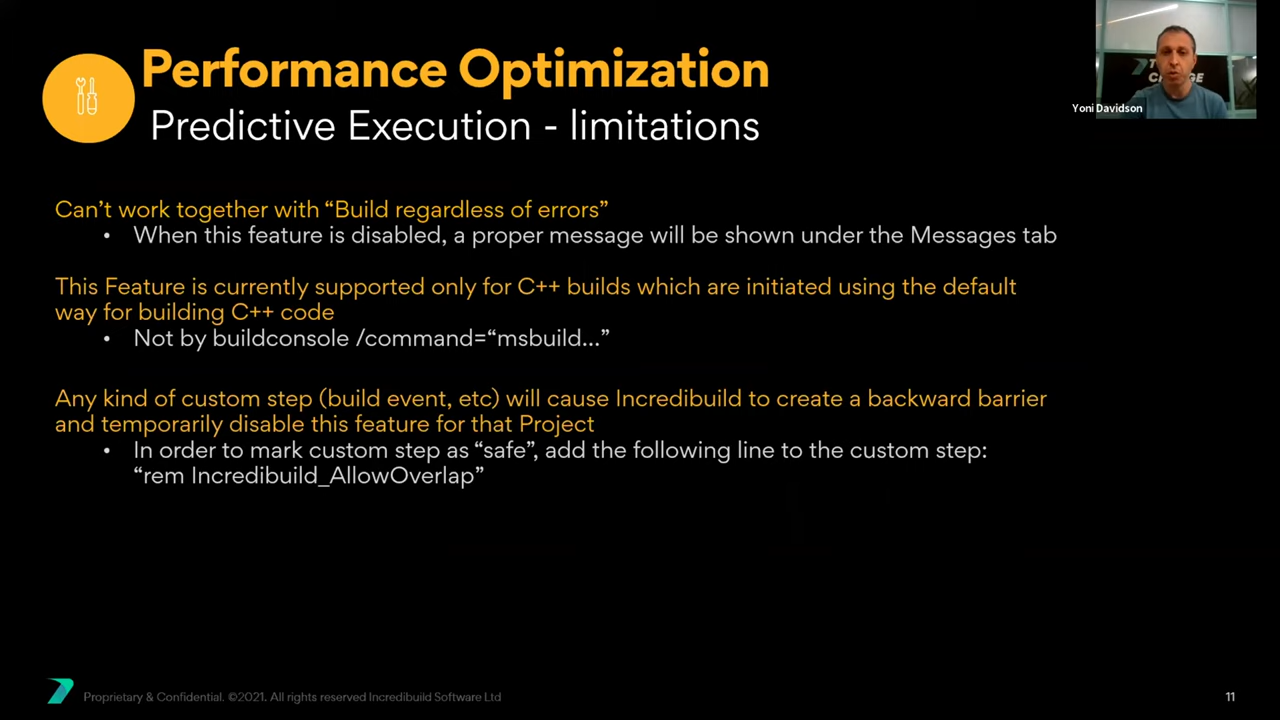 Performance Optimization
Predictive Execution - limitations
Yoni Davidson
Can't work together with “Build regardless of errors”
• When this feature is disabled, a proper message will be shown under the Messages tab
This Feature is currently supported only for C++ builds which are initiated using the default
way for building C++ code
• Not by buildconsole /command=“msbuild...”
Any kind of custom step (build event, etc) will cause Incredibuild to create a backward barrier
and temporarily disable this feature for that Project
• In order to mark custom step as “safe”, add the following line to the custom step:
“rem Incredibuild_AllowOverlap”
Proprietary & Confidential. ©2021. All rights reserved Incredibuild Software Ltd
11